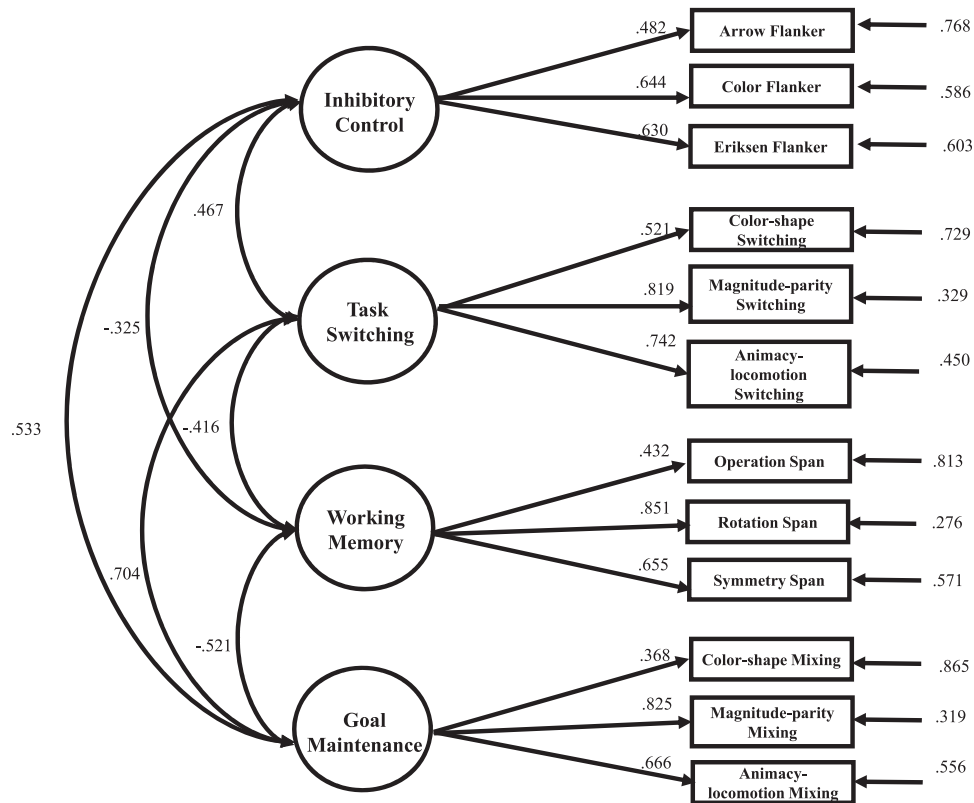 .482
Arrow Flanker
.768
Inhibitory
Control
.644
Color Flanker
.586
.630
Eriksen Flanker
.603
.467
.521
Color-shape
Switching
.729
Task
Switching
.819
Magnitude-parity
Switching
.329
.742
Animacy-
locomotion
Switching
.450
-.325
.533
-.416
.432
Operation Span
.813
Working
Memory
.851
Rotation Span
.276
.655
Symmetry Span
.571
.704
-.521
.368
Color-shape Mixing
.865
Goal
Maintenance
.825
Magnitude-parity
Mixing
.319
.666
Animacy-
locomotion Mixing
.556